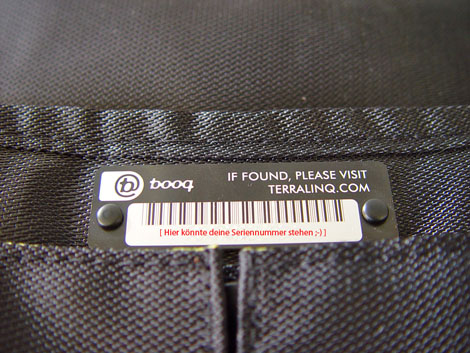 booq
IF FOUND, PLEASE VISIT
TERRALINQ.COM
[ Hier könnte deine Seriennummer stehen ;-) ]